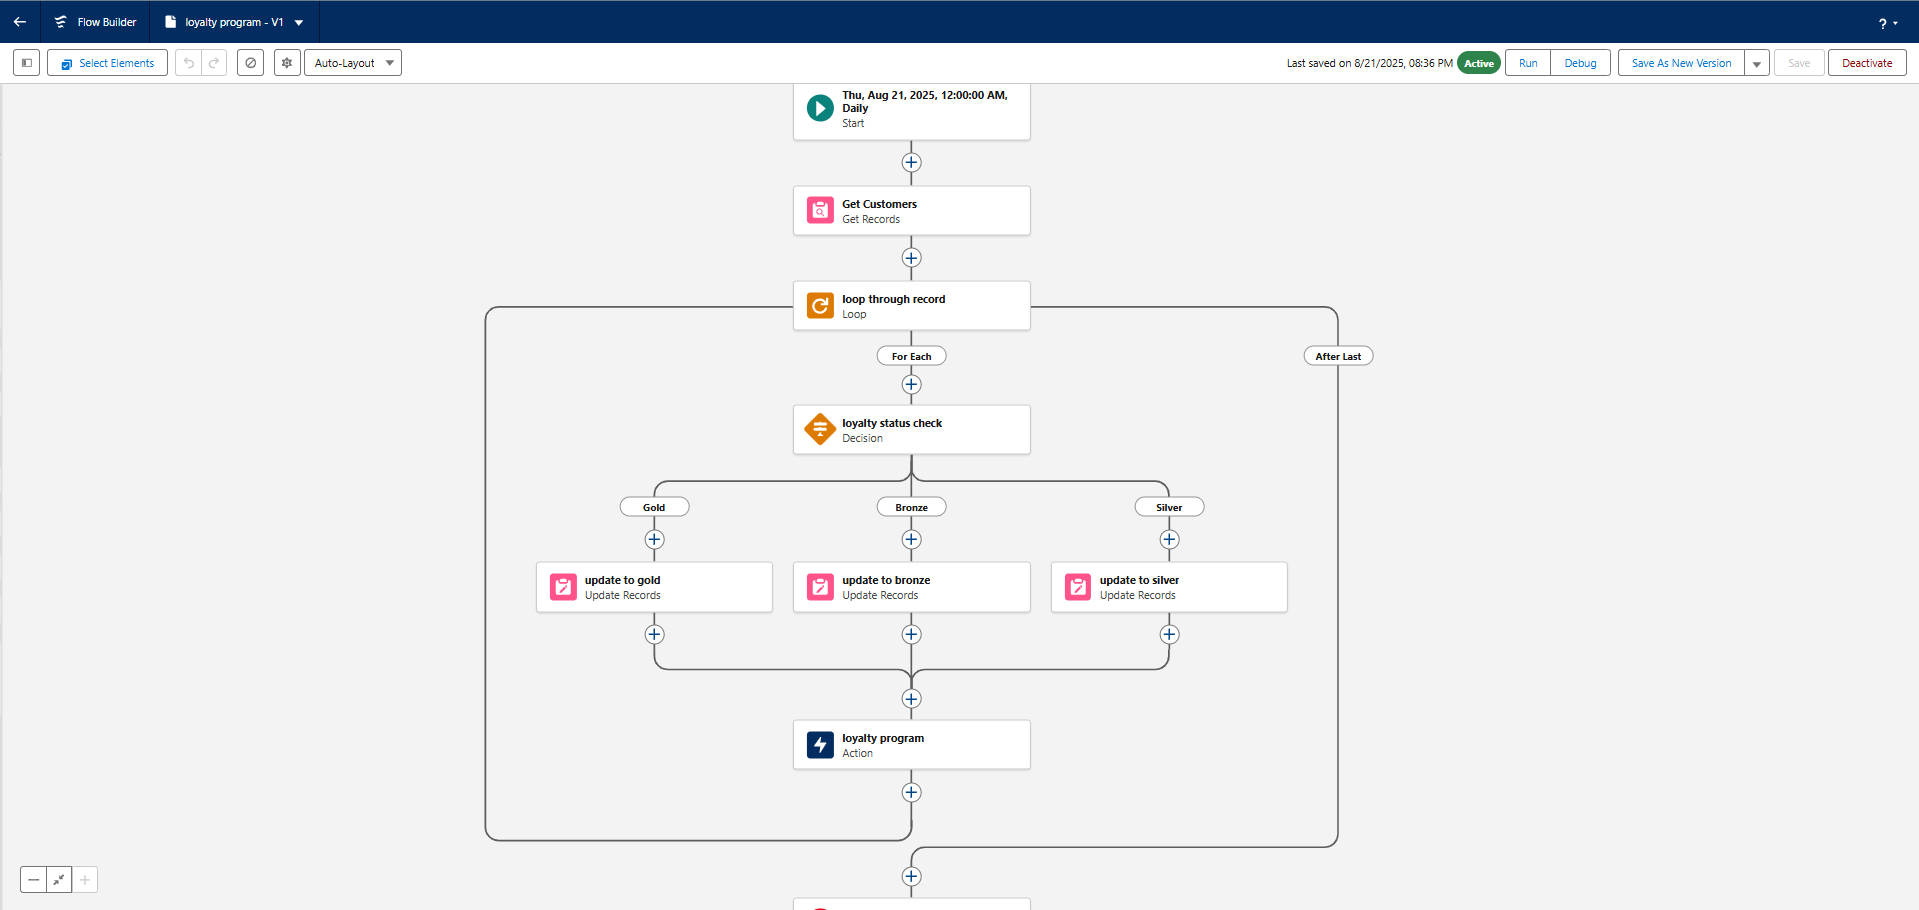 Flow Builder
loyalty program - V1
?
Select Elements
Auto-Layout
Last saved on 8/21/2025, 08:36 PM
Active
Run
Debug
Save As New Version
Save
Deactivate
Thu, Aug 21, 2025, 12:00:00 AM,
Daily
Start
Get Customers
Get Records
loop through record
Loop
For Each
After Last
loyalty status check
Decision
Gold
Bronze
Silver
update to gold
Update Records
update to bronze
Update Records
update to silver
Update Records
loyalty program
Action